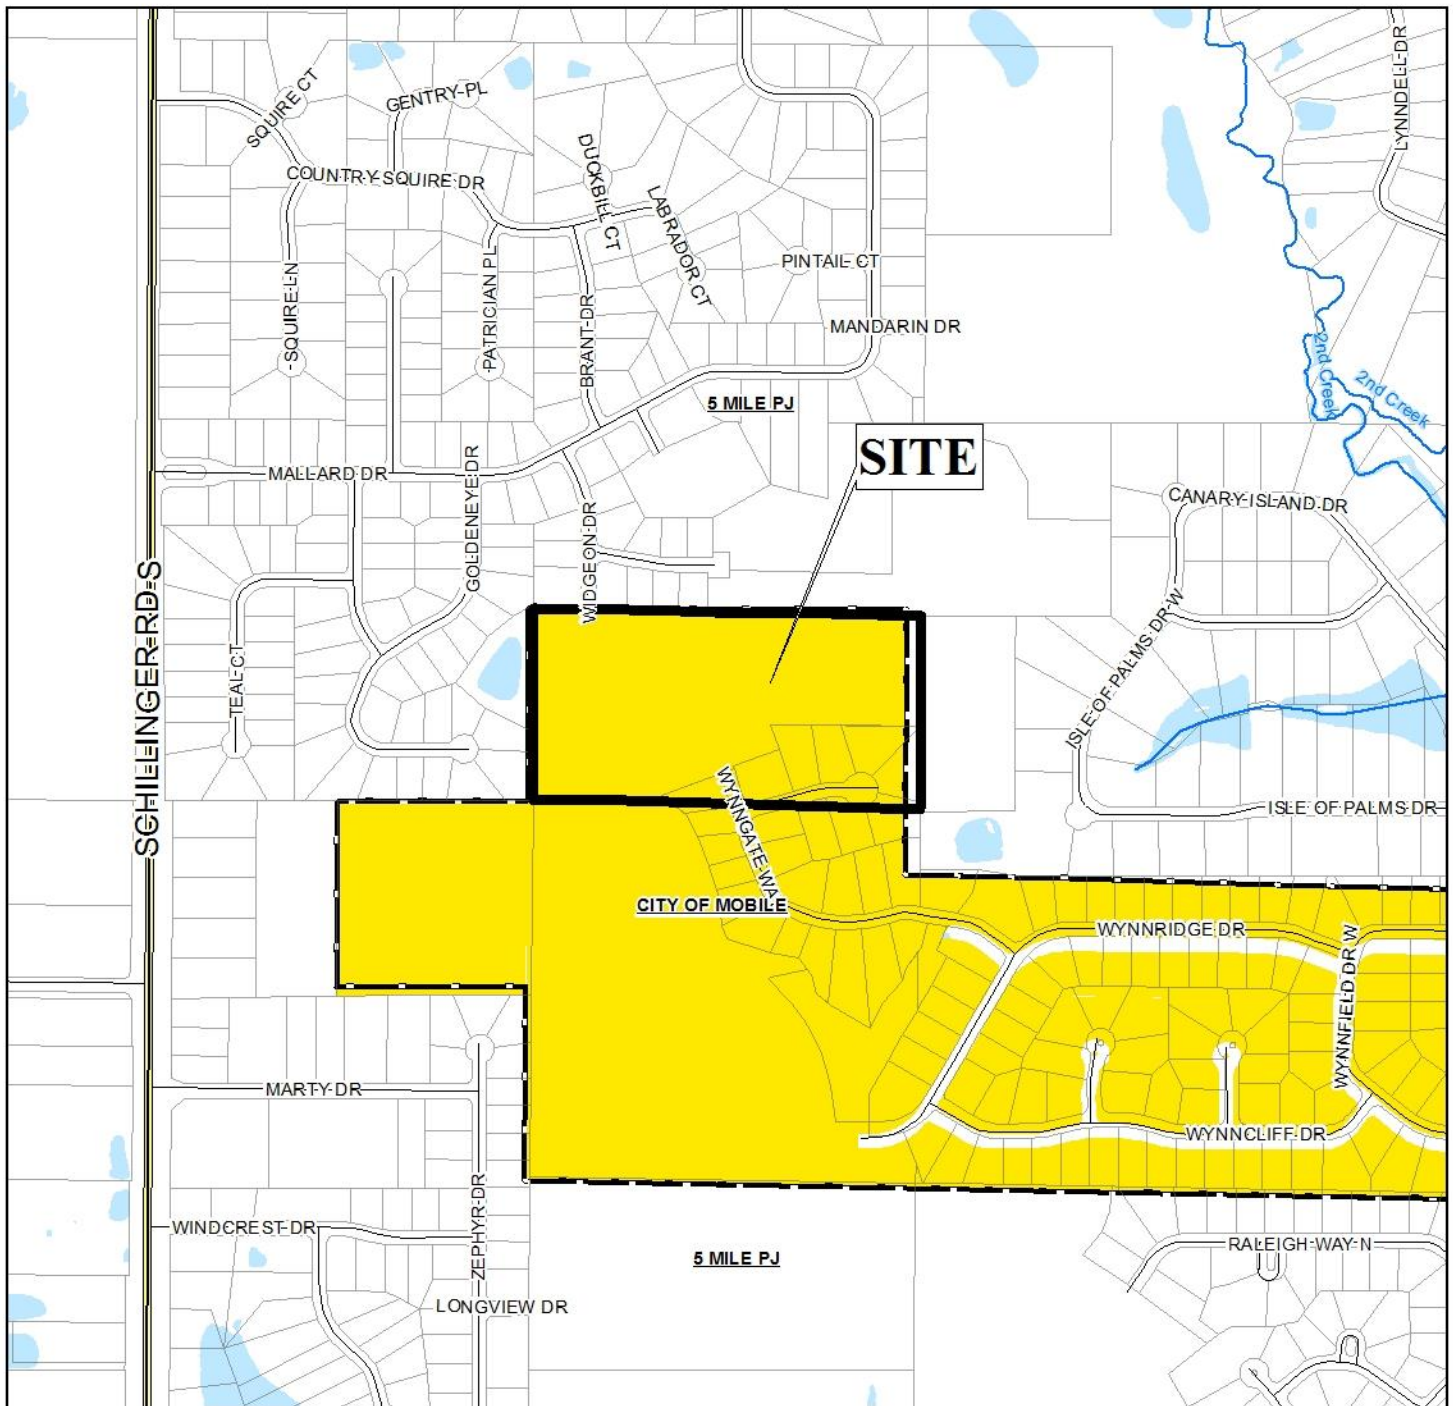 LYNNDELL DR
SQUIRE CT
GENTRY PL
COUNTRY SQUIRE DR
DUCKBILL CT
LABRADOR CT
PINTAIL CT
SQUIRE LN
PATRICIAN PL
BRANT DR
MANDARIN DR
2nd Creek
2nd Creek
5 MILE PJ
SITE
MALLARD DR
GOLDENEYE DR
WIDGEON DR
CANARY ISLAND DR
SCHILLINGER RD S
TEAL CT
ISLE OF PALMS DR W
ISLE OF PALMS DR
WYNNGATE WA
CITY OF MOBILE
WYNNRIDGE DR
WYNNFIELD DR W
MARTY DR
WYNNCLIFF DR
ZEPHYR DR
WINDCREST DR
5 MILE PJ
RALEIGH WAY N
LONGVIEW DR